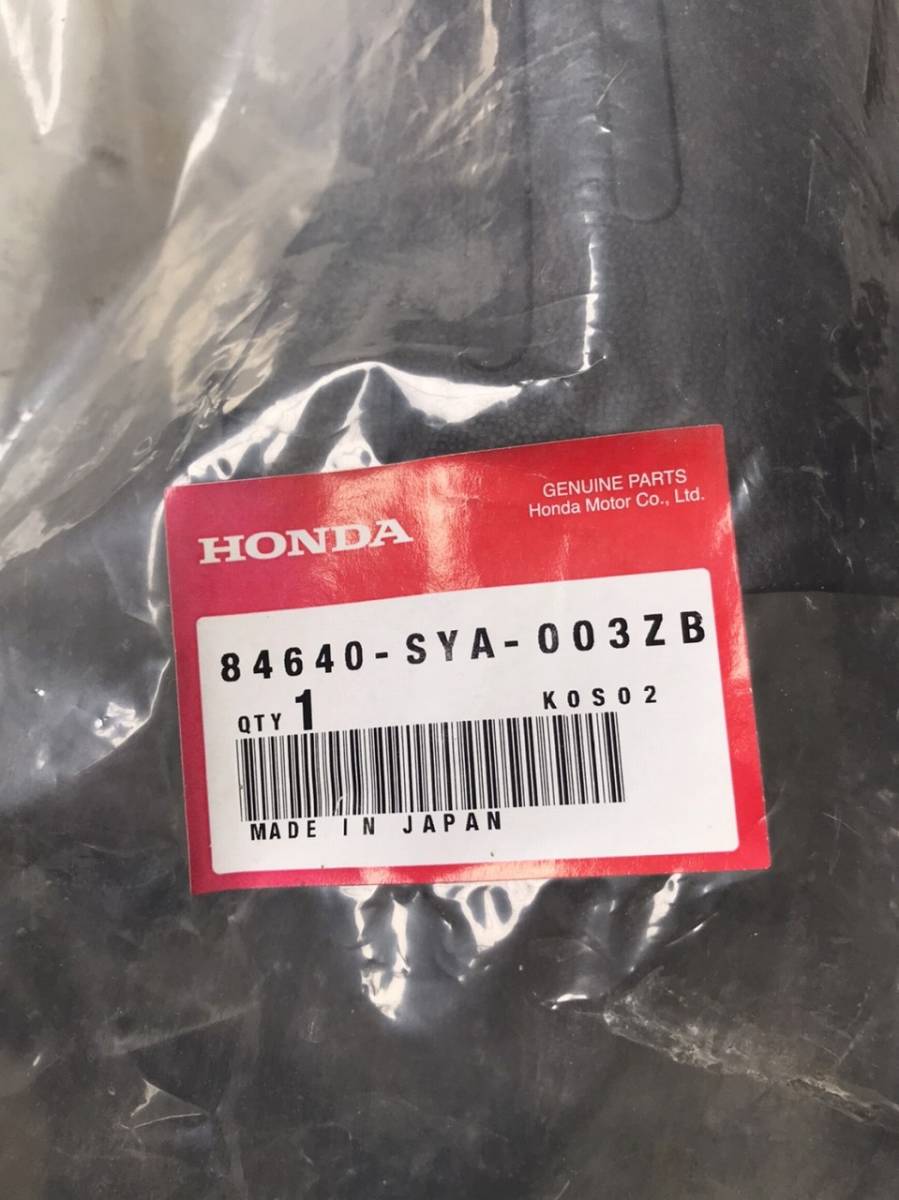 GENUINE PARTS
Honda Motor Co., Ltd.
HONDA
84640-SYA-003ZB
QTY 1 K0S02
MADE IN JAPAN